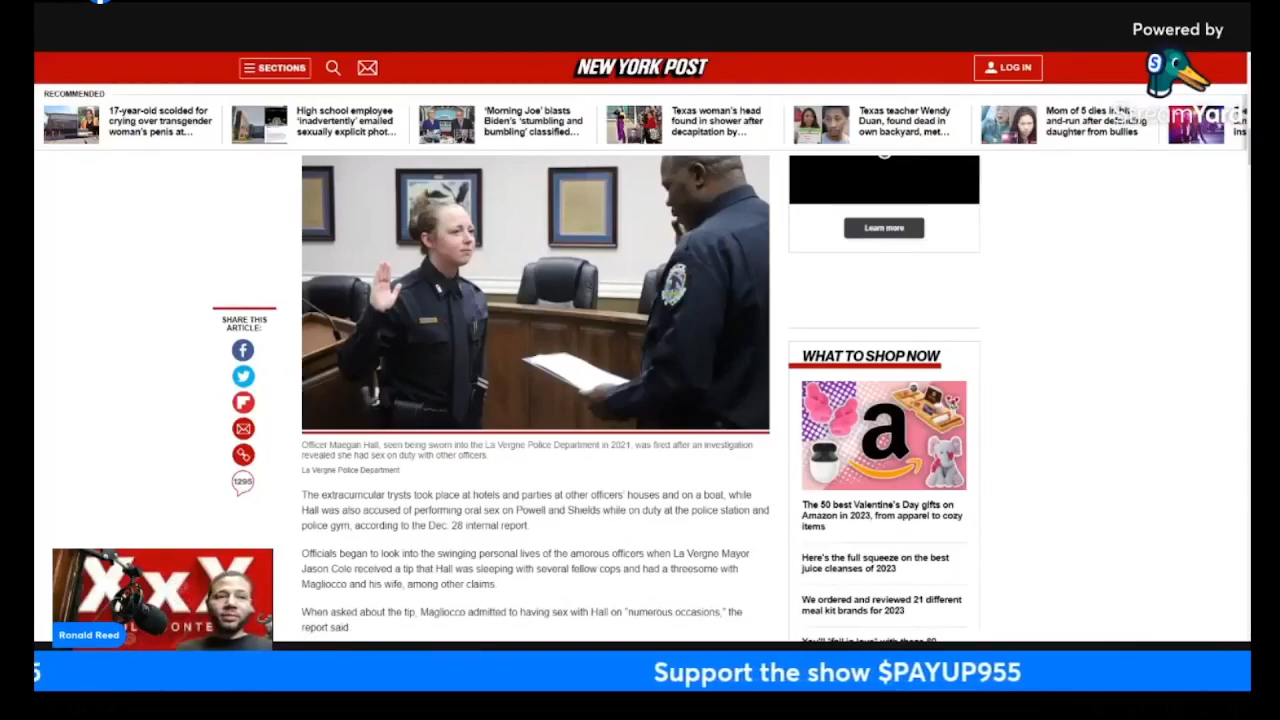 Powered by
StreamYard
SECTIONS
NEW YORK POST
LOG IN
RECOMMENDED
17-year-old scolded for
crying over transgender
woman's penis at...
High school employee
'inadvertently' emailed
sexually explicit phot...
'Morning Joe' blasts
Biden's 'stumbling and
bumbling' classified...
Texas woman's head
found in shower after
decapitation by...
Texas teacher Wendy
Duan, found dead in
own backyard, met...
Mom of 5 dies in hit-
and-run after defending
daughter from bullies
Learn more
SHARE THIS
ARTICLE:
1295
Officer Maegan Hall, seen being sworn into the La Vergne Police Department in 2021, was fired after an investigation
revealed she had sex on duty with other officers.
La Vergne Police Department
The extracurricular trysts took place at hotels and parties at other officers' houses and on a boat, while
Hall was also accused of performing oral sex on Powell and Shields while on duty at the police station and
police gym, according to the Dec. 28 internal report.
Officials began to look into the swinging personal lives of the amorous officers when La Vergne Mayor
Jason Cole received a tip that Hall was sleeping with several fellow cops and had a threesome with
Magliocco and his wife, among other claims.
When asked about the tip, Magliocco admitted to having sex with Hall on "numerous occasions," the
report said.
WHAT TO SHOP NOW
a
The 50 best Valentine's Day gifts on
Amazon in 2023, from apparel to cozy
items
Here's the full squeeze on the best
juice cleanses of 2023
We ordered and reviewed 21 different
meal kit brands for 2023
XXX
Ronald Reed
5
Support the show $PAYUP955